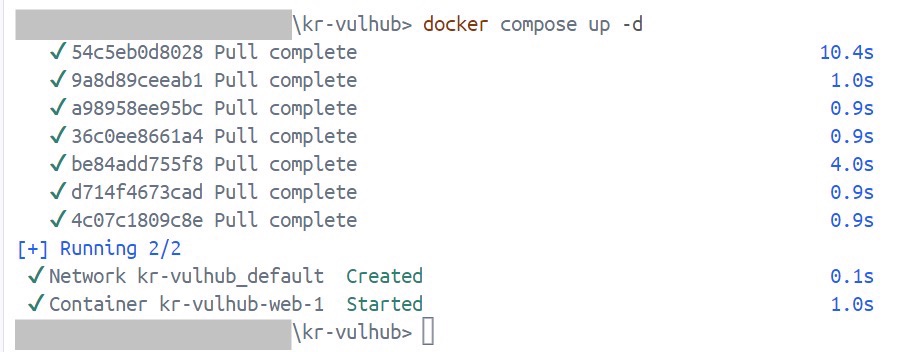 \kr-vulhub> docker compose up -d
✓ 54c5eb0d8028 Pull complete 10.4s
✓ 9a8d89ceeab1 Pull complete 1.0s
✓ a98958ee95bc Pull complete 0.9s
✓ 36c0ee8661a4 Pull complete 0.9s
✓ be84add755f8 Pull complete 4.0s
✓ d714f4673cad Pull complete 0.9s
✓ 4c07c1809c8e Pull complete 0.9s
[+] Running 2/2
✓ Network kr-vulhub_default Created 0.1s
✓ Container kr-vulhub-web-1 Started 1.0s
\kr-vulhub>